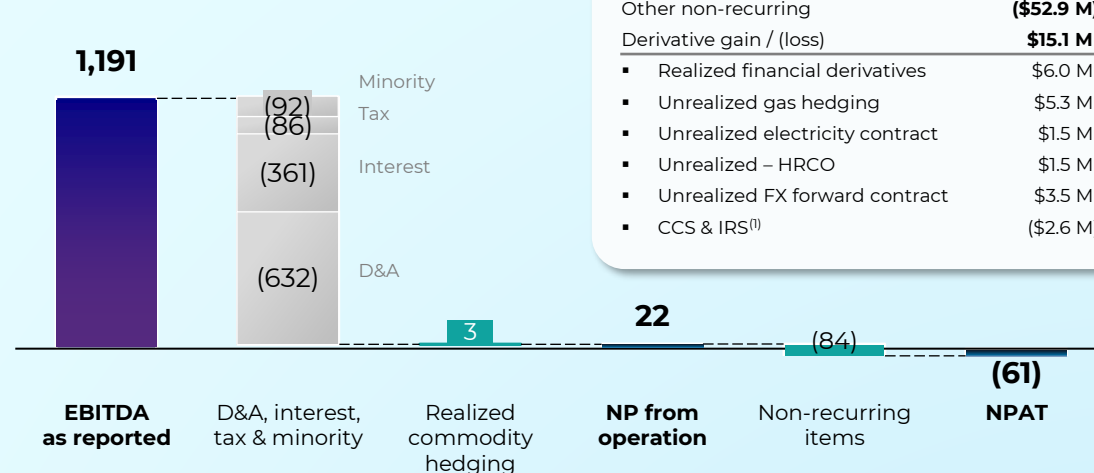 Other non-recurring ($52.9 M)
Derivative gain / (loss) $15.1 M
▪ Realized financial derivatives $6.0 M
▪ Unrealized gas hedging $5.3 M
▪ Unrealized electricity contract $1.5 M
▪ Unrealized – HRCO $1.5 M
▪ Unrealized FX forward contract $3.5 M
▪ CCS & IRS(1) ($2.6 M)
1,191
(92) Minority
(86) Tax
(361) Interest
(632) D&A
3
22
(84)
(61)
EBITDA
as reported
D&A, interest,
tax & minority
Realized
commodity
hedging
NP from
operation
Non-recurring
items
NPAT